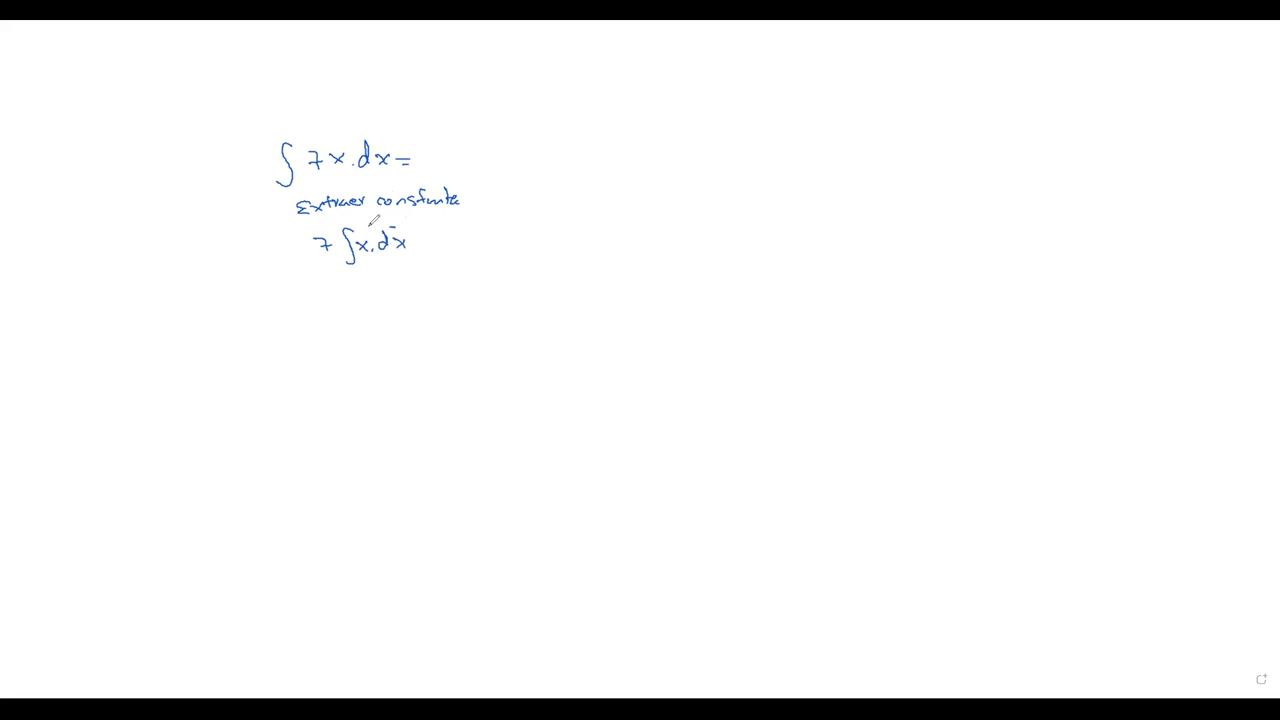 ∫ 7x.dx=
Extraer constante
7 ∫x.dx